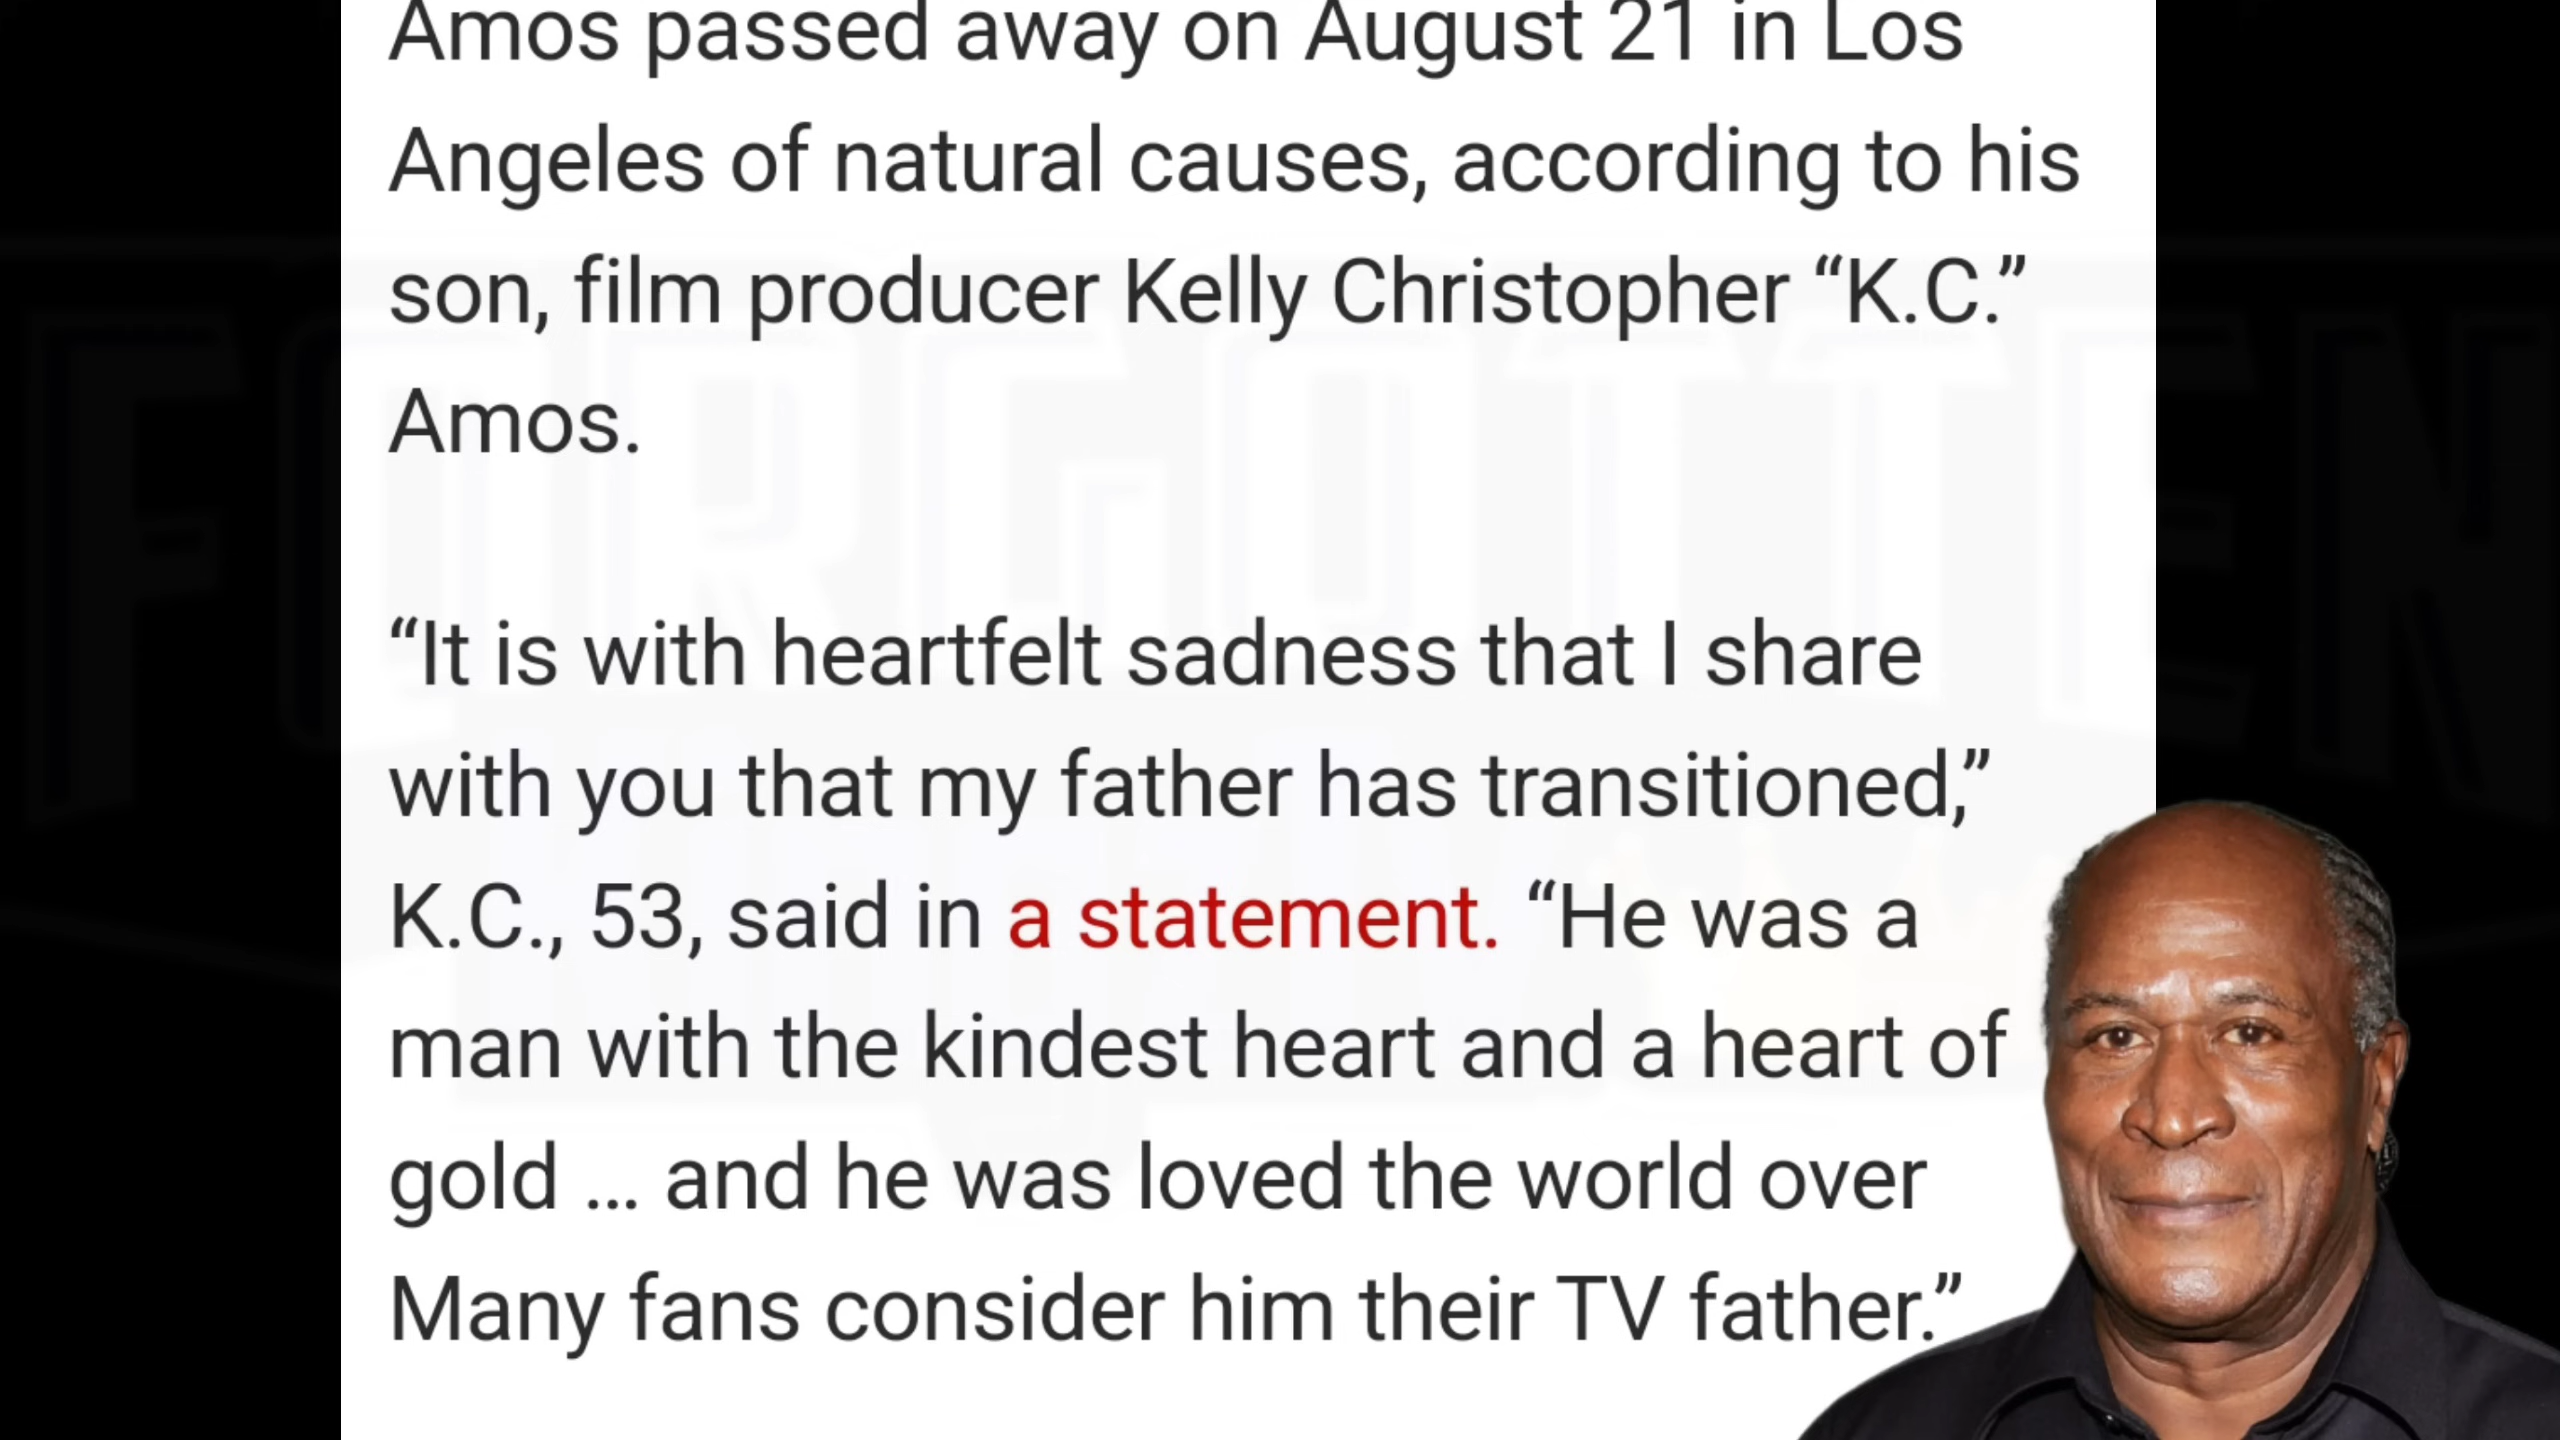 Amos passed away on August 21 in Los
Angeles of natural causes, according to his
son, film producer Kelly Christopher “K.C.”
Amos.
“It is with heartfelt sadness that I share
with you that my father has transitioned,”
K.C., 53, said in a statement. “He was a
man with the kindest heart and a heart of
gold … and he was loved the world over
Many fans consider him their TV father.”
FORGOTTEN